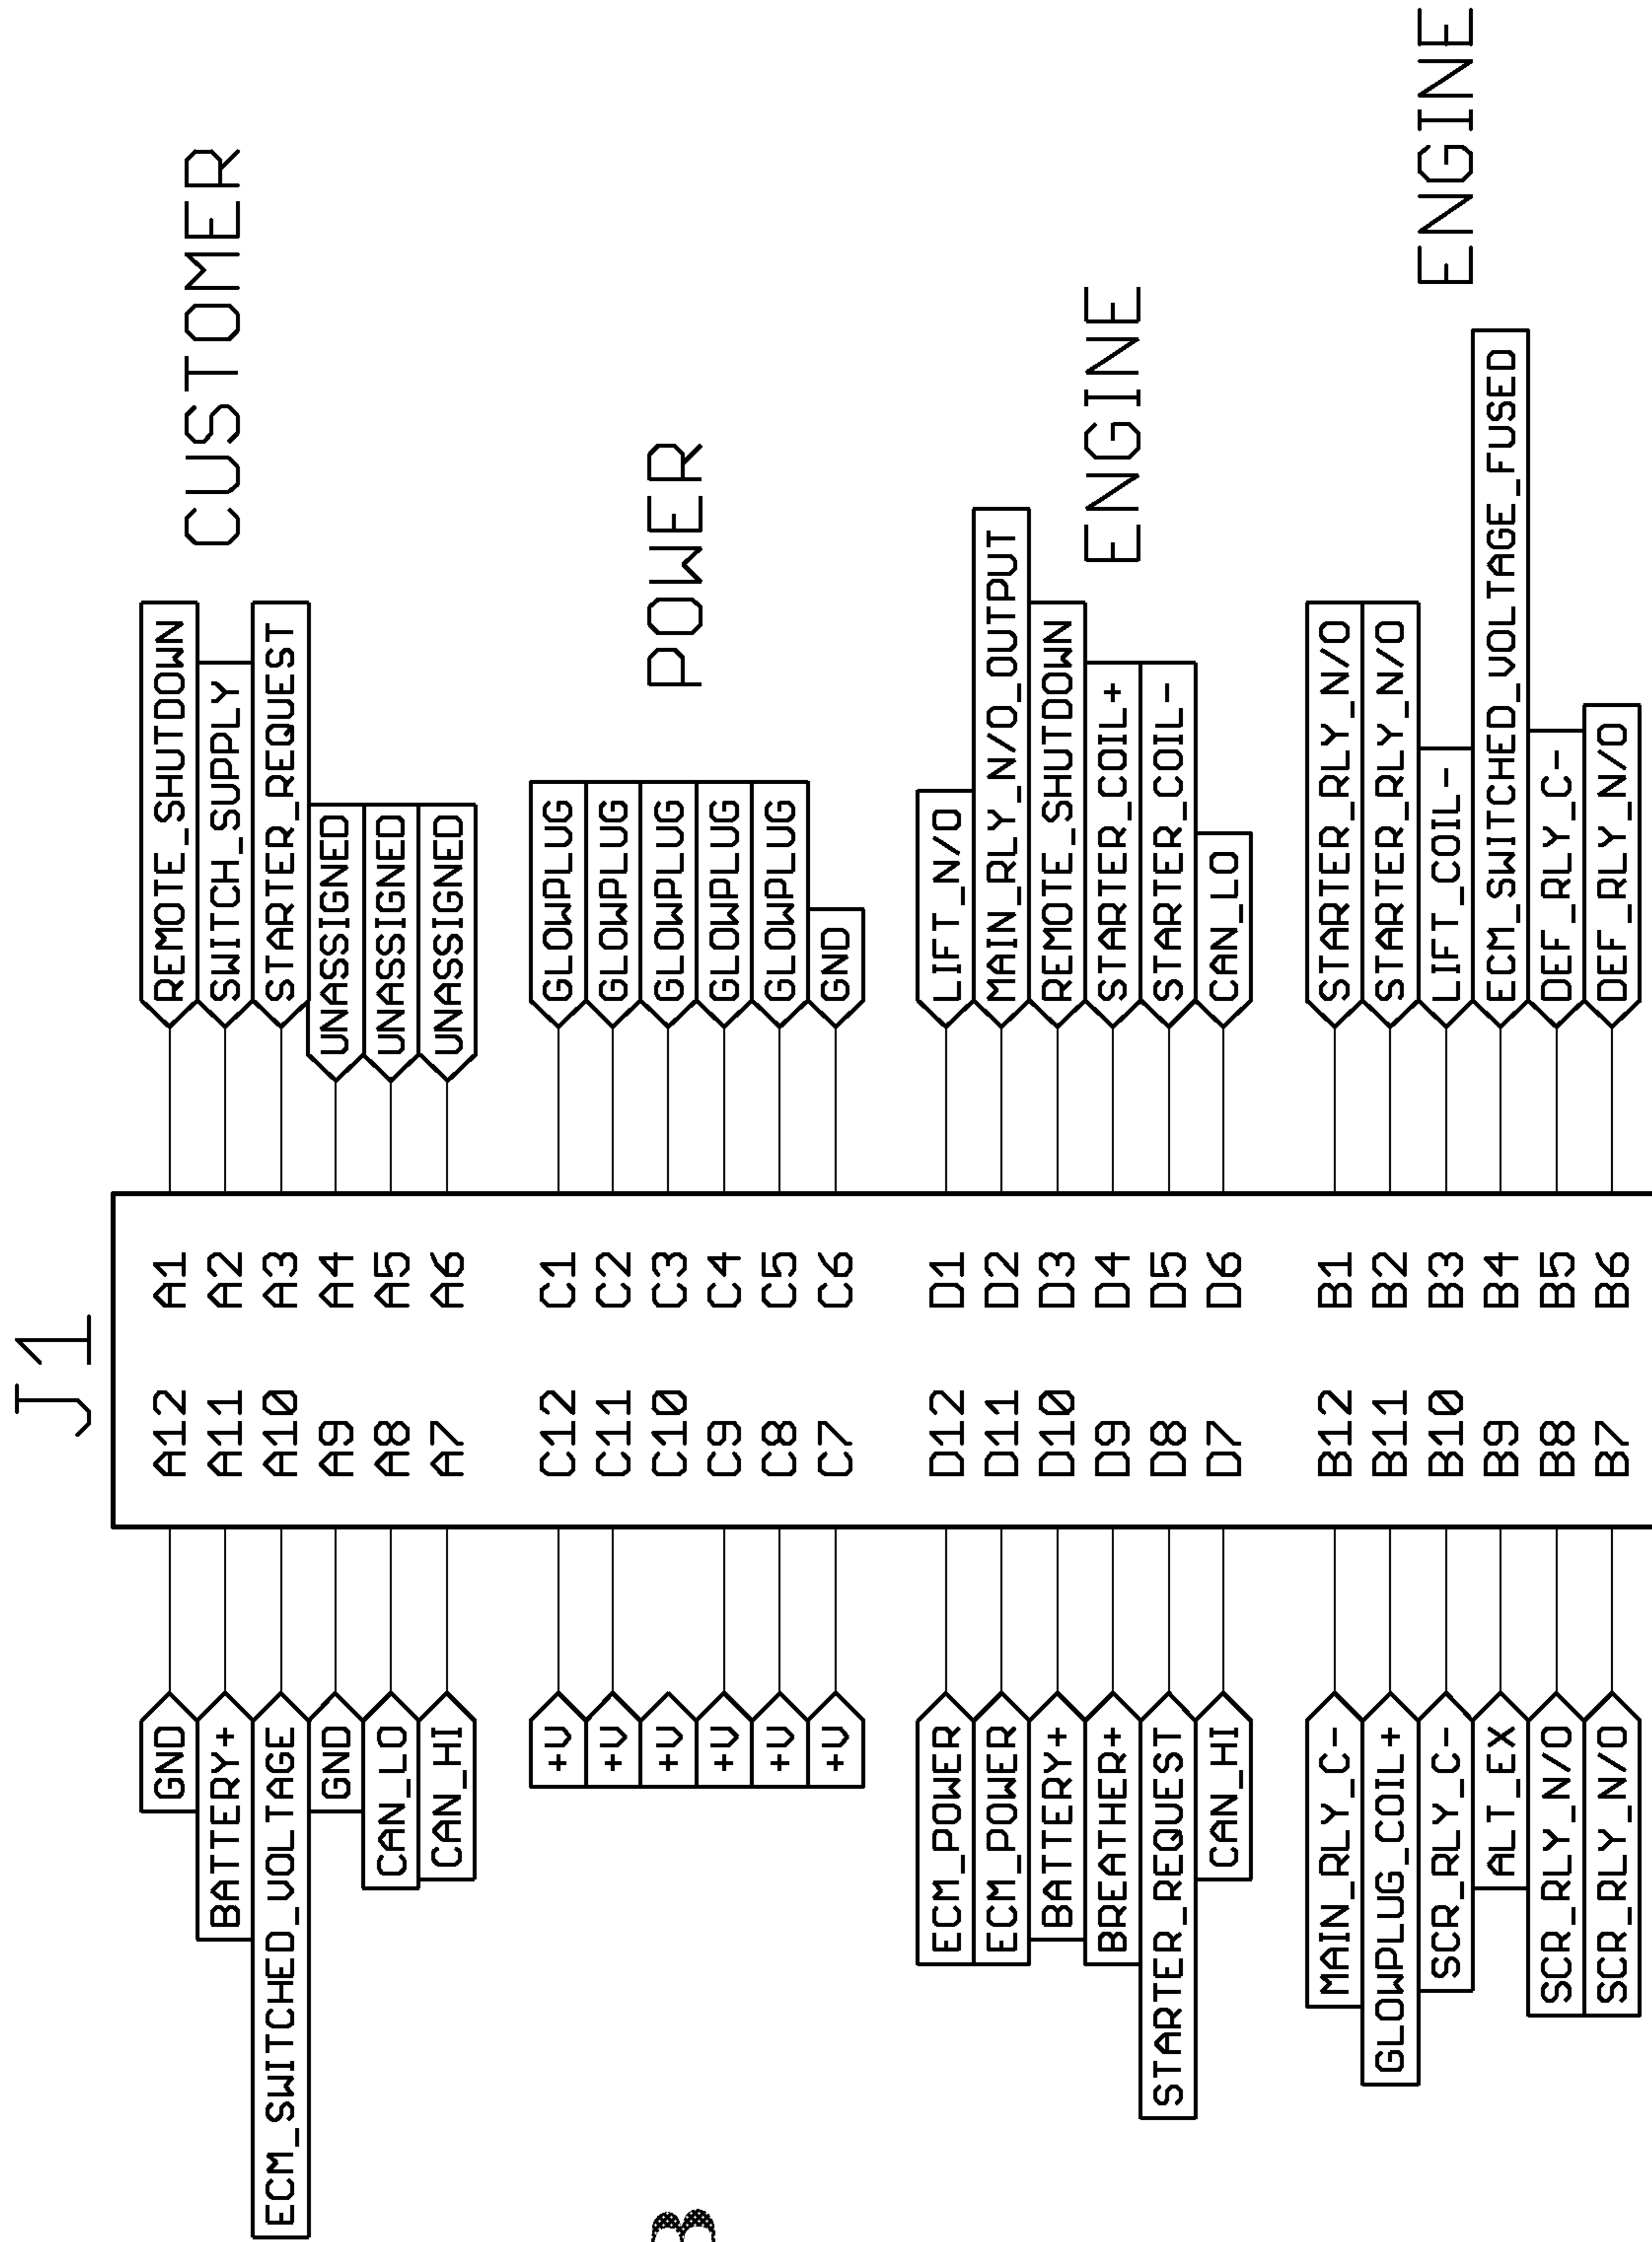 J1
GND A12 A1 REMOTE_SHUTDOWN
BATTERY+ A11 A2 SWITCH_SUPPLY CUSTOMER
ECM_SWITCHED_VOLTAGE A10 A3 STARTER_REQUEST
GND A9 A4 UNASSIGNED
CAN_LO A8 A5 UNASSIGNED
CAN_HI A7 A6 UNASSIGNED
+V C12 C1 GLOWPLUG
+V C11 C2 GLOWPLUG
+V C10 C3 GLOWPLUG POWER
+V C9 C4 GLOWPLUG
+V C8 C5 GLOWPLUG
+V C7 C6 GND
ECM_POWER D12 D1 LIFT_N/O
ECM_POWER D11 D2 MAIN_RLY_N/O_OUTPUT
BATTERY+ D10 D3 REMOTE_SHUTDOWN
BREATHER+ D9 D4 STARTER_COIL+ ENGINE
STARTER_REQUEST D8 D5 STARTER_COIL-
CAN_HI D7 D6 CAN_LO
MAIN_RLY_C- B12 B1 STARTER_RLY_N/O
GLOWPLUG_COIL+ B11 B2 STARTER_RLY_N/O
SCR_RLY_C- B10 B3 LIFT_COIL- ENGINE
ALT_EX B9 B4 ECM_SWITCHED_VOLTAGE_FUSED
SCR_RLY_N/O B8 B5 DEF_RLY_C-
SCR_RLY_N/O B7 B6 DEF_RLY_N/O